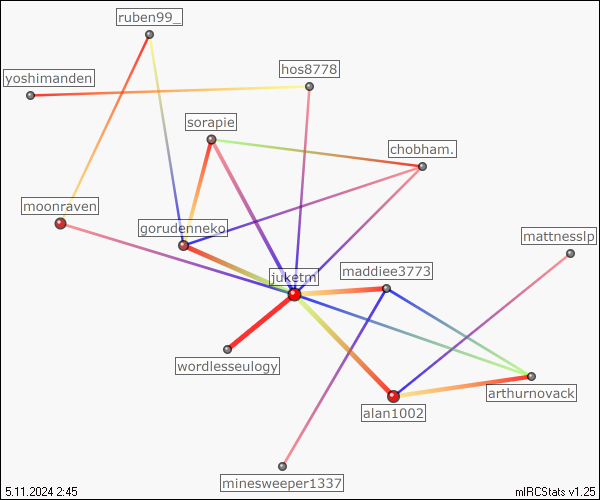 ruben99_
yoshimanden
hos8778
sorapie
chobham.
moonraven
gorudenneko
mattnesslp
juketm
maddiee3773
wordlesseulogy
arthurnovack
alan1002
minesweeper1337
5.11.2024 2:45
mIRCStats v1.25